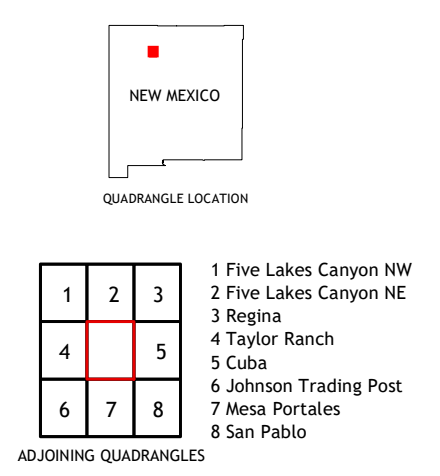 NEW MEXICO
QUADRANGLE LOCATION
1 2 3
4 5
6 7 8
1 Five Lakes Canyon NW
2 Five Lakes Canyon NE
3 Regina
4 Taylor Ranch
5 Cuba
6 Johnson Trading Post
7 Mesa Portales
8 San Pablo
ADJOINING QUADRANGLES